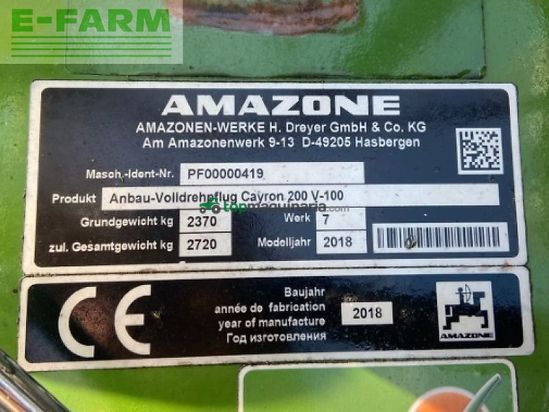 E-FARM
AMAZONE
AMAZONEN-WERKE H. Dreyer GmbH & Co. KG
Am Amazonenwerk 9-13 D-49205 Hasbergen
Masch.-Ident-Nr. PF00000419
Produkt Anbau-Volldrehpflug Cayron 200 V-100
topmaquinaria.com
Grundgewicht kg 2370 Werk 7
zul. Gesamtgewicht kg 2720 Modelljahr 2018
CE
Baujahr
année de fabrication
year of manufacture
Год изготовления
2018
AMAZONE